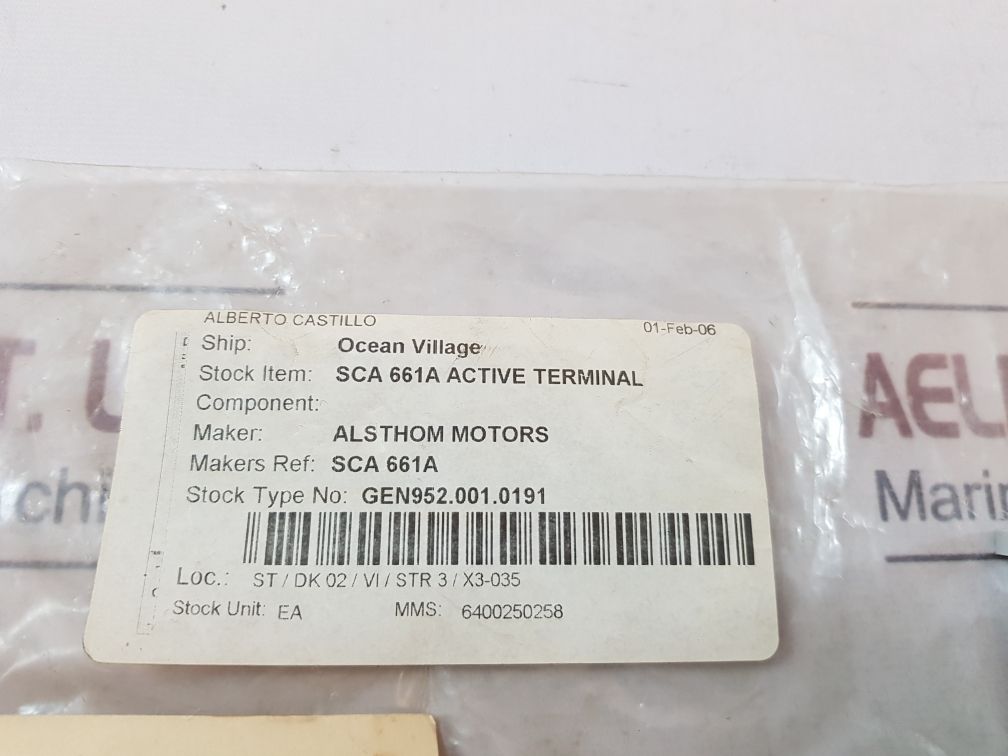 ALBERTO CASTILLO 01-Feb-06
Ship: Ocean Village
Stock Item: SCA 661A ACTIVE TERMINAL
Component:
Maker: ALSTHOM MOTORS
Makers Ref: SCA 661A
Stock Type No: GEN952.001.0191
Loc.: ST / DK 02 / VI / STR 3 / X3-035
Stock Unit: EA MMS: 6400250258
T. U
chi
AEL
Marin